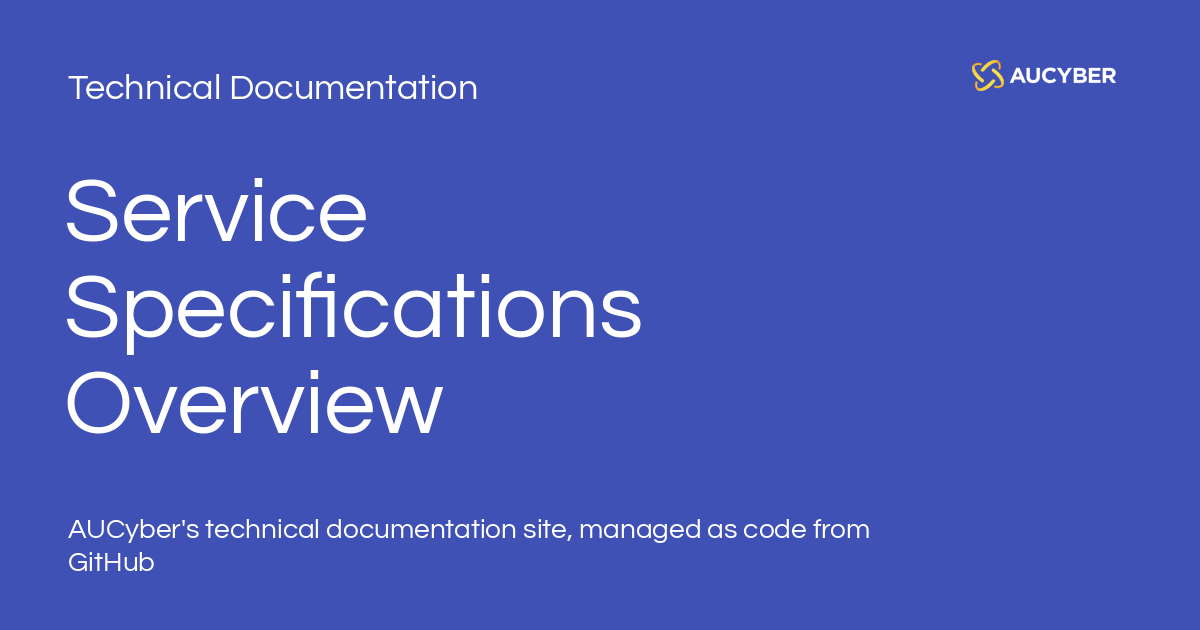 Technical Documentation
AUCYBER
Service
Specifications
Overview
AUCyber's technical documentation site, managed as code from
GitHub